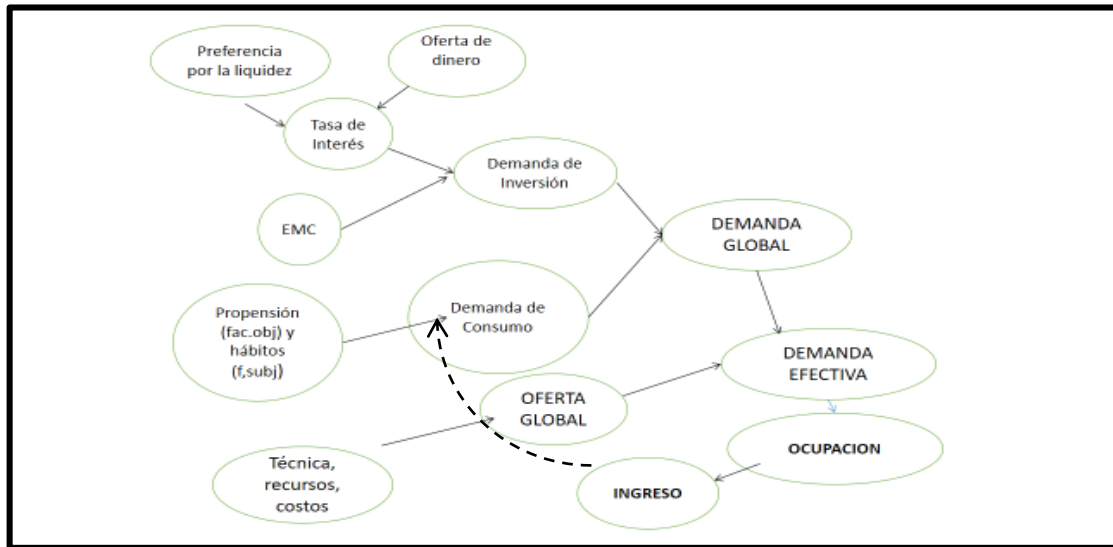 Preferencia
por la liquidez
Oferta de
dinero
Tasa de
Interés
Demanda de
Inversión
EMC
DEMANDA
GLOBAL
Propensión
(fac.obj) y
hábitos
(f,subj)
Demanda de
Consumo
DEMANDA
EFECTIVA
OFERTA
GLOBAL
OCUPACION
Técnica,
recursos,
costos
INGRESO